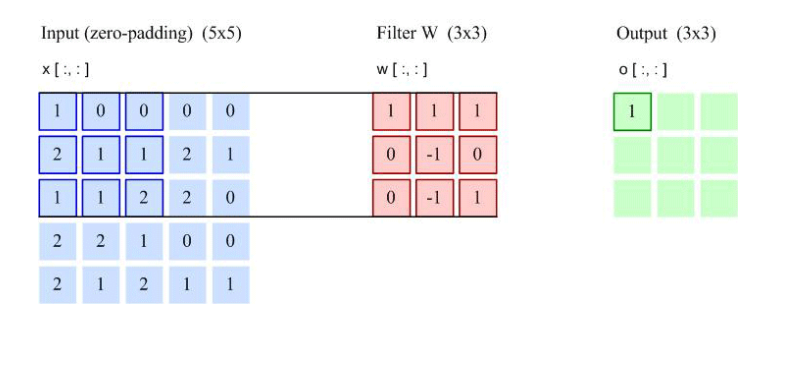 Input (zero-padding) (5x5) Filter W (3x3) Output (3x3)
x[:,:] w[:,:] o[:,:]
1 0 0 0 0 1 1 1 1
2 1 1 2 1 0 -1 0
1 1 2 2 0 0 -1 1
2 2 1 0 0
2 1 2 1 1